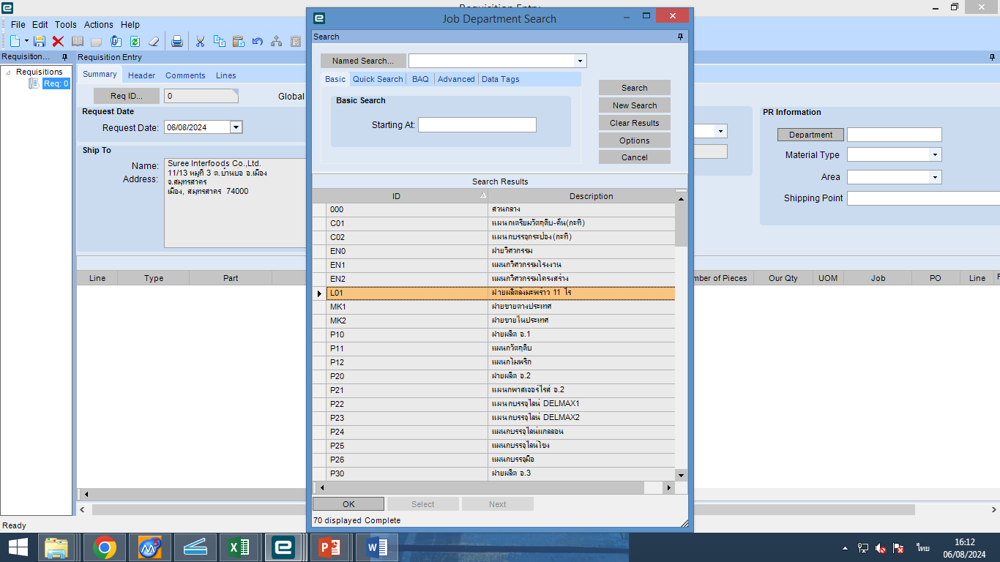 Requisition Entry
File Edit Tools Actions Help
Requisition...
Requisitions
Req: 0
Requisition Entry
Summary Header Comments Lines
Req ID... 0 Global
Request Date
Request Date: 06/08/2024
Ship To
Name: Suree Interfoods Co.,Ltd.
Address: 11/13 หมู่ที่ 3 ต.บ้านบ่อ อ.เมือง
จ.สมุทรสาคร
เมือง, สมุทรสาคร 74000
Line Type Part
Job Department Search
Search
Named Search...
Basic Quick Search BAQ Advanced Data Tags
Basic Search
Starting At:
Search
New Search
Clear Results
Options
Cancel
Search Results
ID Description
000 ส่วนกลาง
C01 แผนกเตรียมวัตถุดิบ-คั้น(กะทิ)
C02 แผนกบรรจุกระป๋อง(กะทิ)
EN0 ฝ่ายวิศวกรรม
EN1 แผนกวิศวกรรมโรงงาน
EN2 แผนกวิศวกรรมโครงสร้าง
L01 ฝ่ายผลิตล้งมะพร้าว 11 ไร่
MK1 ฝ่ายขายต่างประเทศ
MK2 ฝ่ายขายในประเทศ
P10 ฝ่ายผลิต อ.1
P11 แผนกวัตถุดิบ
P12 แผนกโม่พริก
P20 ฝ่ายผลิต อ.2
P21 แผนกพาสเจอร์ไรส์ อ.2
P22 แผนกบรรจุไลน์ DELMAX1
P23 แผนกบรรจุไลน์ DELMAX2
P24 แผนกบรรจุไลน์แกลลอน
P25 แผนกบรรจุไลน์โข่ง
P26 แผนกบรรจุมือ
P30 ฝ่ายผลิต อ.3
OK Select Next
70 displayed Complete
PR Information
Department
Material Type
Area
Shipping Point
mber of Pieces Our Qty UOM Job PO Line
Ready
ไทย
16:12
06/08/2024